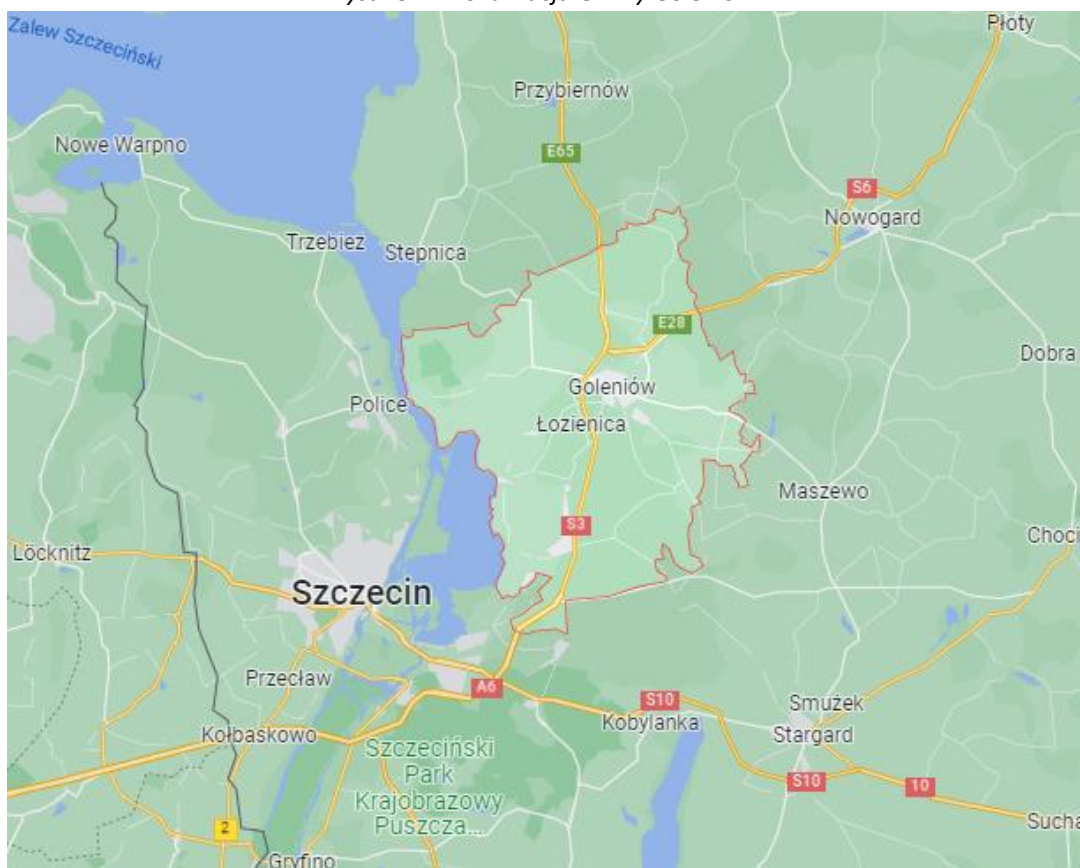 Płoty
Zalew Szczeciński
Przybiernów
Nowe Warpno
E65
S6
Nowogard
Trzebież
Stepnica
E28
Dobra
Goleniów
Police
Łozienica
Maszewo
S3
Choci
Löcknitz
Szczecin
Przecław
A6
S10
Smużek
Kobylanka
Kołbaskowo
Stargard
Szczeciński
Park
Krajobrazowy
Puszcza...
S10
10
Sucha
2
Gryfino